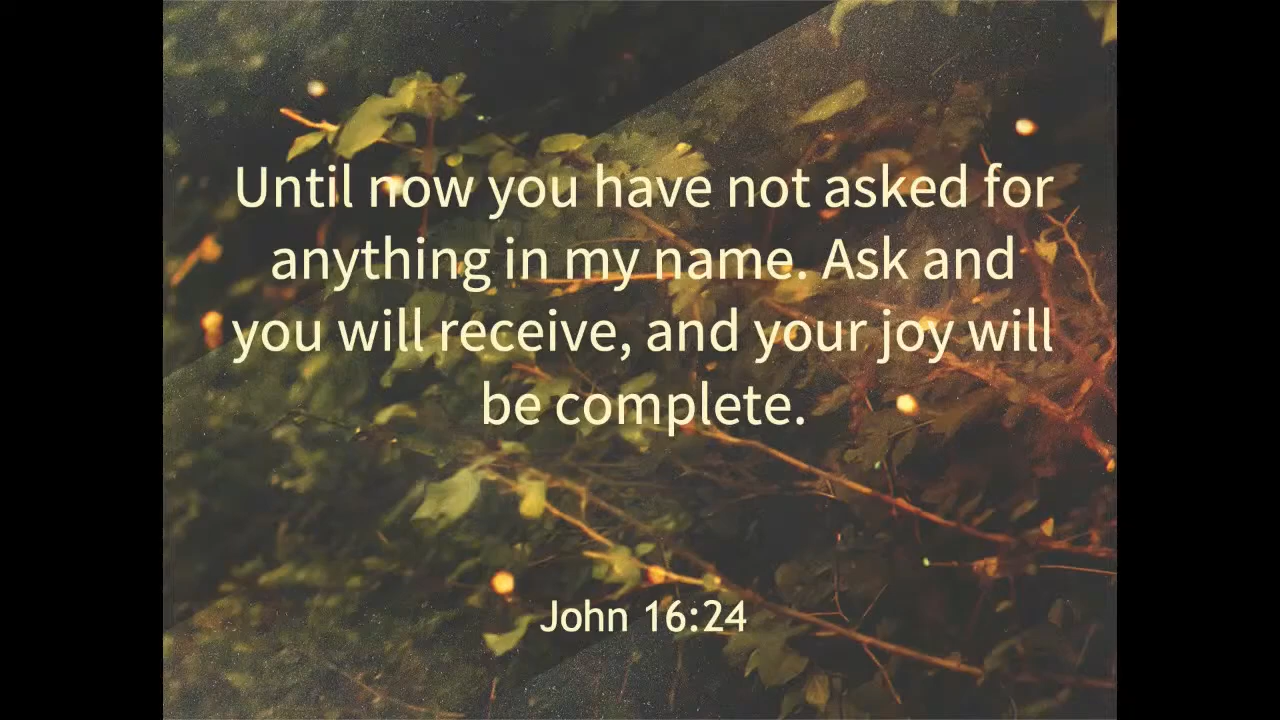 Until now you have not asked for
anything in my name. Ask and
you will receive, and your joy will
be complete.
John 16:24